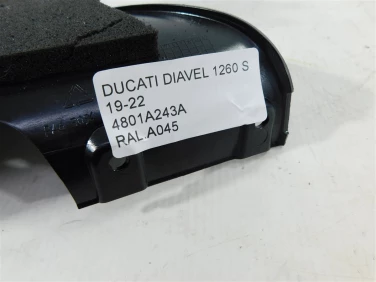 DUCATI DIAVEL 1260 S
19-22
4801A243A
RAL.A045